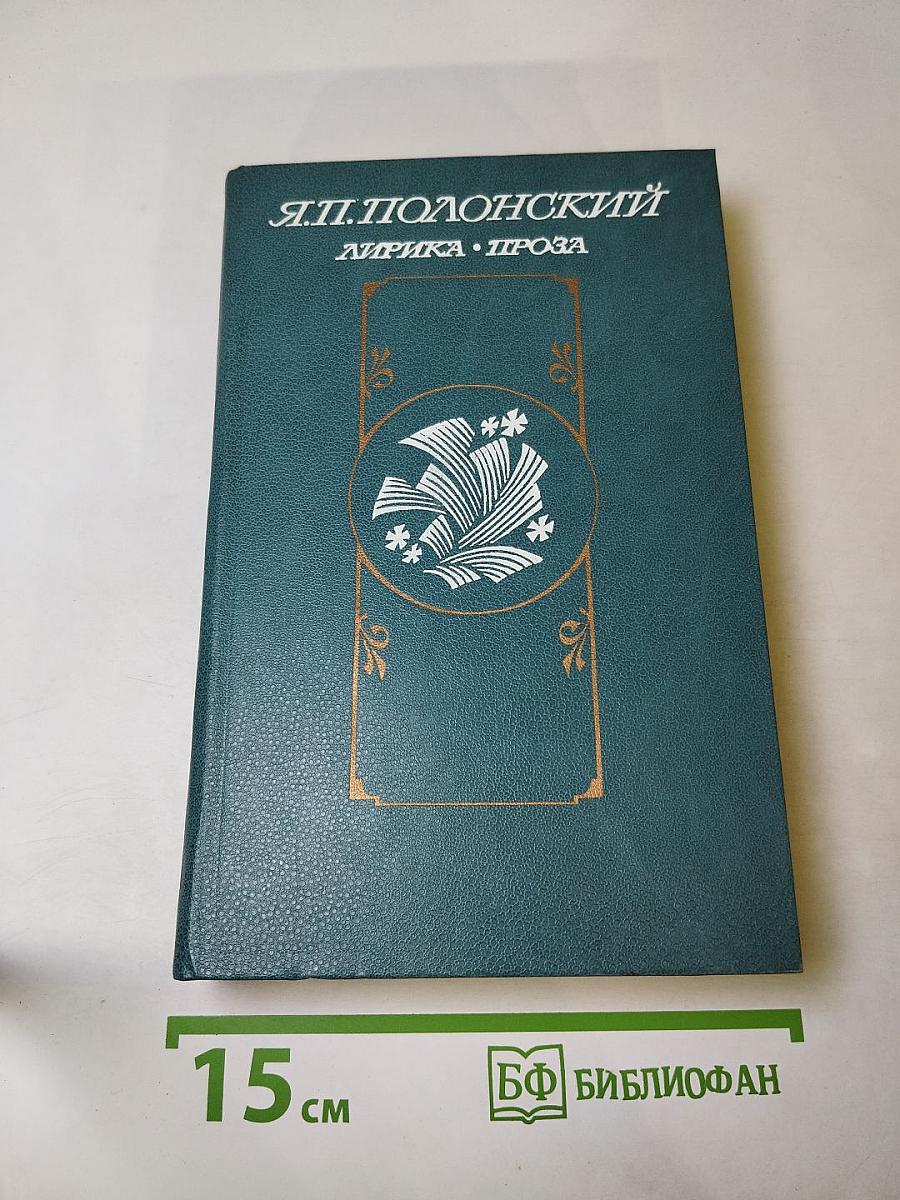 Я.П.ПОЛОНСКИЙ
ЛИРИКА • ПРОЗА
15 см
БФ БИБЛИОФАН